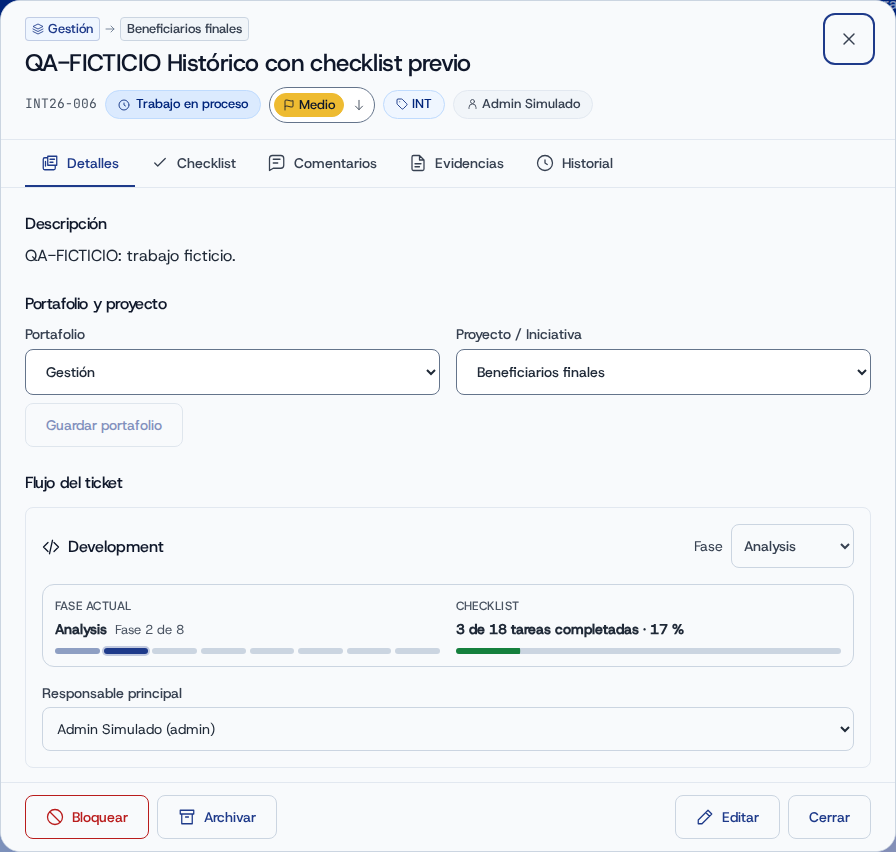 Gestión → Beneficiarios finales
QA-FICTICIO Histórico con checklist previo
INT26-006 Trabajo en proceso Medio ↓ INT Admin Simulado
Detalles Checklist Comentarios Evidencias Historial
Descripción
QA-FICTICIO: trabajo ficticio.
Portafolio y proyecto
Portafolio Proyecto / Iniciativa
Gestión Beneficiarios finales
Guardar portafolio
Flujo del ticket
Development Fase Analysis
FASE ACTUAL CHECKLIST
Analysis Fase 2 de 8 3 de 18 tareas completadas · 17 %
Responsable principal
Admin Simulado (admin)
Bloquear Archivar Editar Cerrar